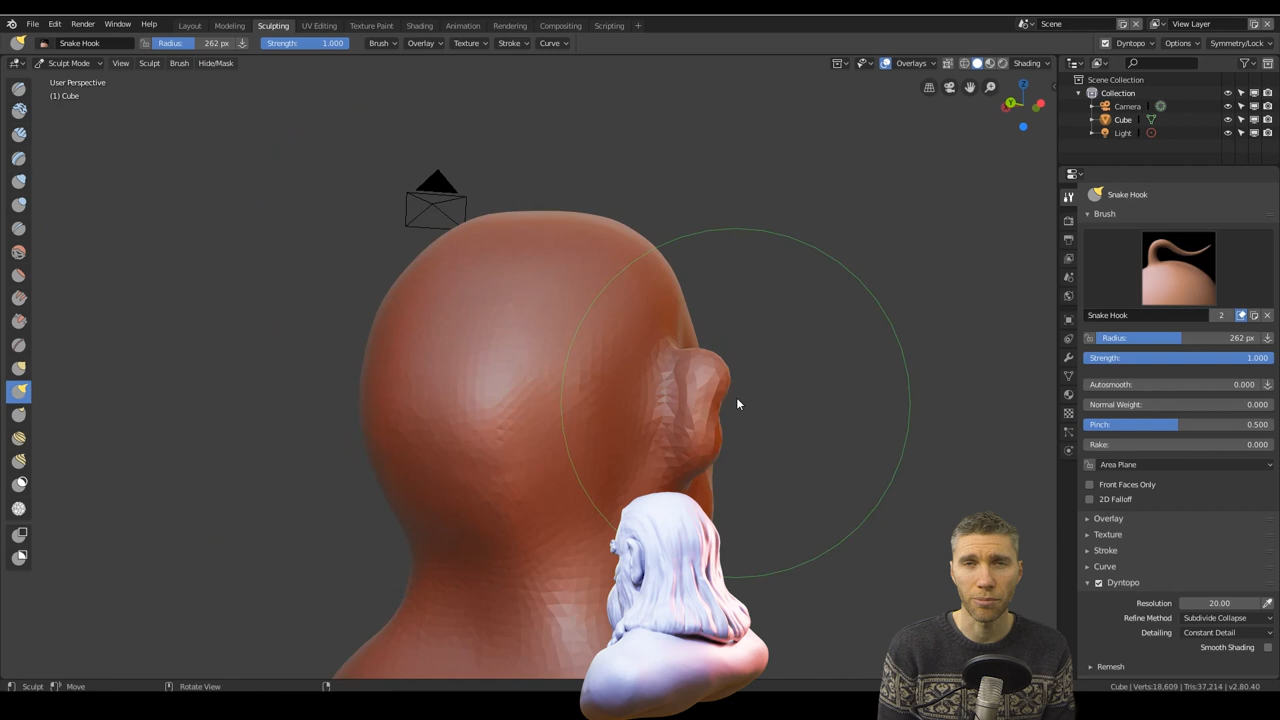 File Edit Render Window Help Layout Modeling Sculpting UV Editing Texture Paint Shading Animation Rendering Compositing Scripting + Scene View Layer
Snake Hook Radius: 262 px Strength: 1.000 Brush Overlay Texture Stroke Curve Dyntopo Options Symmetry/Lock
Sculpt Mode View Sculpt Brush Hide/Mask Overlays Shading
User Perspective
(1) Cube
Scene Collection
Collection
Camera
Cube
Light
Z
Y
Snake Hook
Brush
Snake Hook 2
Radius: 262 px
Strength: 1.000
Autosmooth: 0.000
Normal Weight: 0.000
Pinch: 0.500
Rake: 0.000
Area Plane
Front Faces Only
2D Falloff
Overlay
Texture
Stroke
Curve
Dyntopo
Resolution 20.00
Refine Method Subdivide Collapse
Detailing Constant Detail
Smooth Shading
Remesh
Sculpt Move Rotate View Cube | Verts:18,609 | Tris:37,214 | v2.80.40